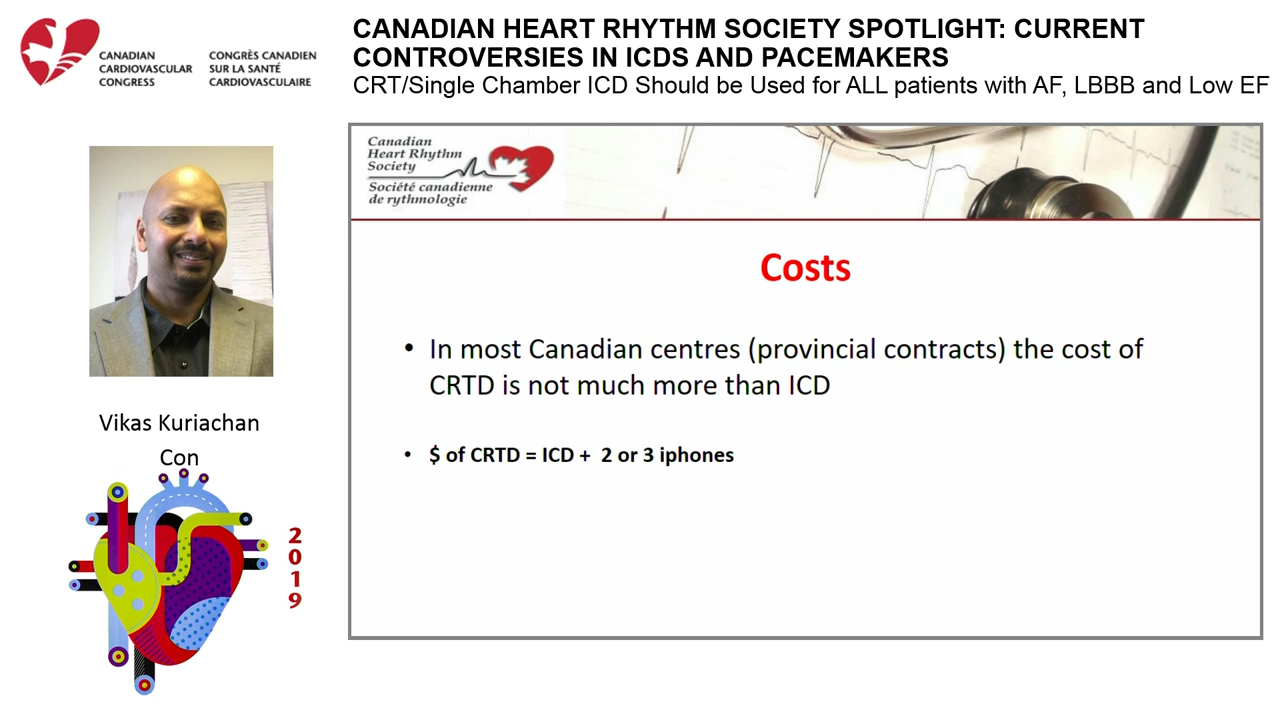 CANADIAN
CARDIOVASCULAR
CONGRESS
CONGRÈS CANADIEN
SUR LA SANTÉ
CARDIOVASCULAIRE
CANADIAN HEART RHYTHM SOCIETY SPOTLIGHT: CURRENT
CONTROVERSIES IN ICDS AND PACEMAKERS
CRT/Single Chamber ICD Should be Used for ALL patients with AF, LBBB and Low EF
Canadian
Heart Rhythm
Society
Société canadienne
de rythmologie
Costs
• In most Canadian centres (provincial contracts) the cost of
CRTD is not much more than ICD
• $ of CRTD = ICD + 2 or 3 iphones
Vikas Kuriachan
Con
2
0
1
9